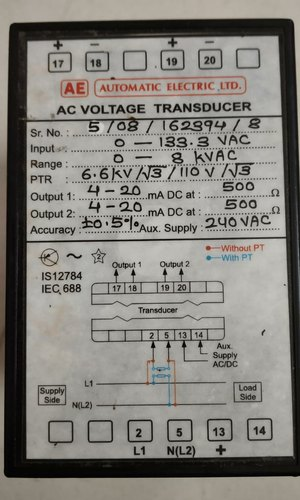 + − + −
17 18 19 20
AE AUTOMATIC ELECTRIC LTD.
AC VOLTAGE TRANSDUCER
Sr. No. : 5/08/162994/8
Input : 0 — 133.3 VAC
Range : 0 — 8 kVAC
PTR : 6.6kV/√3/110V/√3
Output 1: 4-20 mA DC at : 500 Ω
Output 2: 4-20 mA DC at : 500 Ω
Accuracy : ±0.5% Aux. Supply : 240VAC
~ 2
Without PT
With PT
IS12784
IEC 688
Output 1 Output 2
17 18 19 20
Transducer
2 5 13 14
Aux.
Supply
AC/DC
Supply
Side
L1
N(L2)
Load
Side
2 5 13 14
L1 N(L2) +